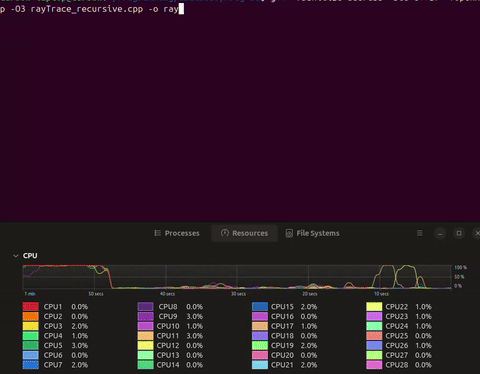 p -O3 rayTrace_recursive.cpp -o ray
Processes Resources File Systems
CPU
100 %
50 %
0 %
1 min 50 secs 40 secs 30 secs 20 secs 10 secs
CPU1 0.0% CPU8 0.0% CPU15 2.0% CPU22 1.0%
CPU2 0.0% CPU9 3.0% CPU16 0.0% CPU23 1.0%
CPU3 2.0% CPU10 1.0% CPU17 1.0% CPU24 1.0%
CPU4 1.0% CPU11 3.0% CPU18 0.0% CPU25 0.0%
CPU5 3.0% CPU12 0.0% CPU19 2.0% CPU26 1.0%
CPU6 0.0% CPU13 0.0% CPU20 0.0% CPU27 0.0%
CPU7 2.0% CPU14 0.0% CPU21 2.0% CPU28 0.0%